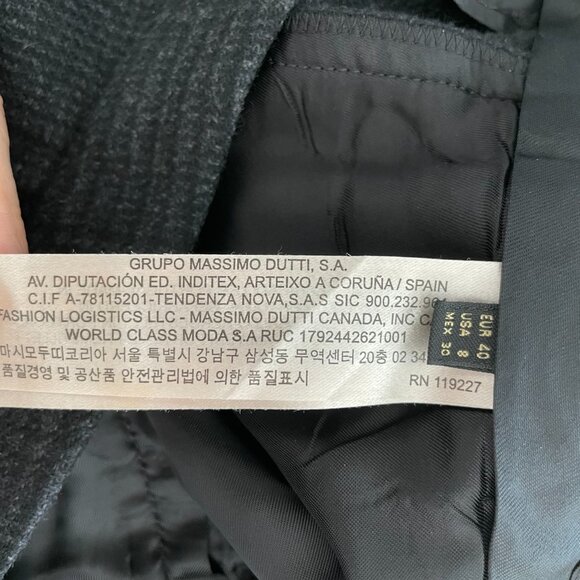 GRUPO MASSIMO DUTTI, S.A.
AV. DIPUTACIÓN ED. INDITEX, ARTEIXO A CORUÑA / SPAIN
C.I.F A-78115201-TENDENZA NOVA,S.A.S SIC 900.232.904
FASHION LOGISTICS LLC - MASSIMO DUTTI CANADA, INC
WORLD CLASS MODA S.A RUC 1792442621001
마시모두띠코리아 서울 특별시 강남구 삼성동 무역센터 20층 02 34
품질경영 및 공산품 안전관리법에 의한 품질표시
RN 119227
EUR 40
USA 8
MEX 30